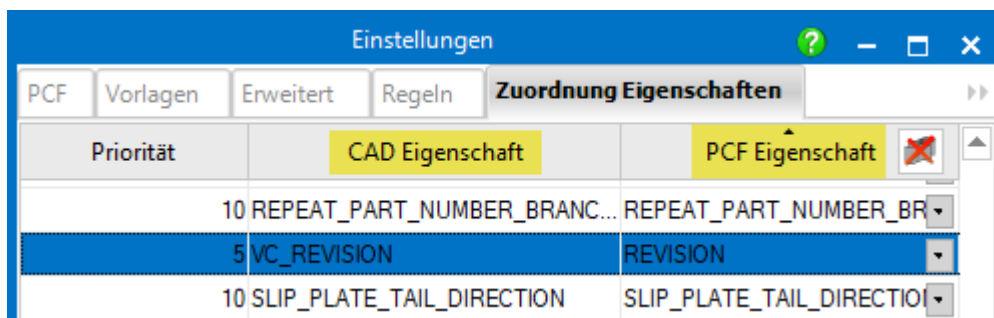 Einstellungen
PCF Vorlagen Erweitert Regeln Zuordnung Eigenschaften
Priorität CAD Eigenschaft PCF Eigenschaft
10 REPEAT_PART_NUMBER_BRANC... REPEAT_PART_NUMBER_BR
5 VC_REVISION REVISION
10 SLIP_PLATE_TAIL_DIRECTION SLIP_PLATE_TAIL_DIRECTIO